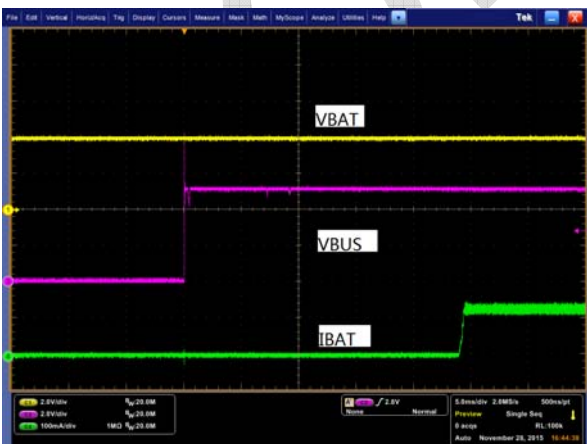 File Edit Vertical Horiz/Acq Trig Display Cursors Measure Mask Math MyScope Analyze Utilities Help Tek
VBAT
VBUS
IBAT
2.0V/div 20.0M
2.0V/div 20.0M
100mA/div 1MΩ 20.0M
2.0V
None Normal
5.0ms/div 2.0MS/s 500ns/pt
Preview Single Seq
0 acqs RL:100k
Auto November 28, 2015 16:44:38